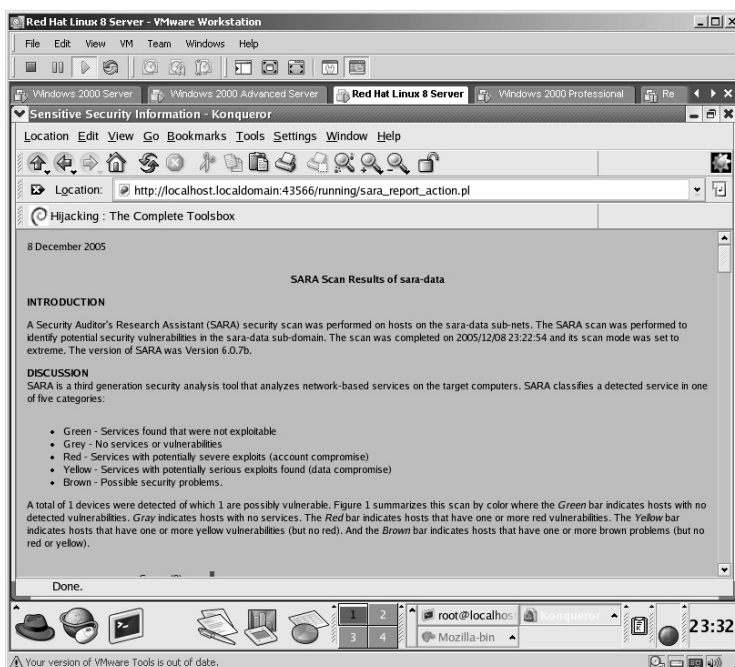 Red Hat Linux 8 Server - VMware Workstation
File Edit View VM Team Windows Help
Windows 2000 Server Windows 2000 Advanced Server Red Hat Linux 8 Server Windows 2000 Professional Re
Sensitive Security Information - Konqueror
Location Edit View Go Bookmarks Tools Settings Window Help
Location: http://localhost.localdomain:43566/running/sara_report_action.pl
Hijacking : The Complete Toolsbox
8 December 2005
SARA Scan Results of sara-data
INTRODUCTION
A Security Auditor's Research Assistant (SARA) security scan was performed on hosts on the sara-data sub-nets. The SARA scan was performed to
identify potential security vulnerabilities in the sara-data sub-domain. The scan was completed on 2005/12/08 23:22:54 and its scan mode was set to
extreme. The version of SARA was Version 6.0.7b.
DISCUSSION
SARA is a third generation security analysis tool that analyzes network-based services on the target computers. SARA classifies a detected service in one
of five categories:
• Green - Services found that were not exploitable
• Grey - No services or vulnerabilities
• Red - Services with potentially severe exploits (account compromise)
• Yellow - Services with potentially serious exploits found (data compromise)
• Brown - Possible security problems.
A total of 1 devices were detected of which 1 are possibly vulnerable. Figure 1 summarizes this scan by color where the Green bar indicates hosts with no
detected vulnerabilities. Gray indicates hosts with no services. The Red bar indicates hosts that have one or more red vulnerabilities. The Yellow bar
indicates hosts that have one or more yellow vulnerabilities (but no red). And the Brown bar indicates hosts that have one or more brown problems (but no
red or yellow).
Done.
1 2 root@localhos Konqueror
3 4 Mozilla-bin
23:32
Your version of VMware Tools is out of date.